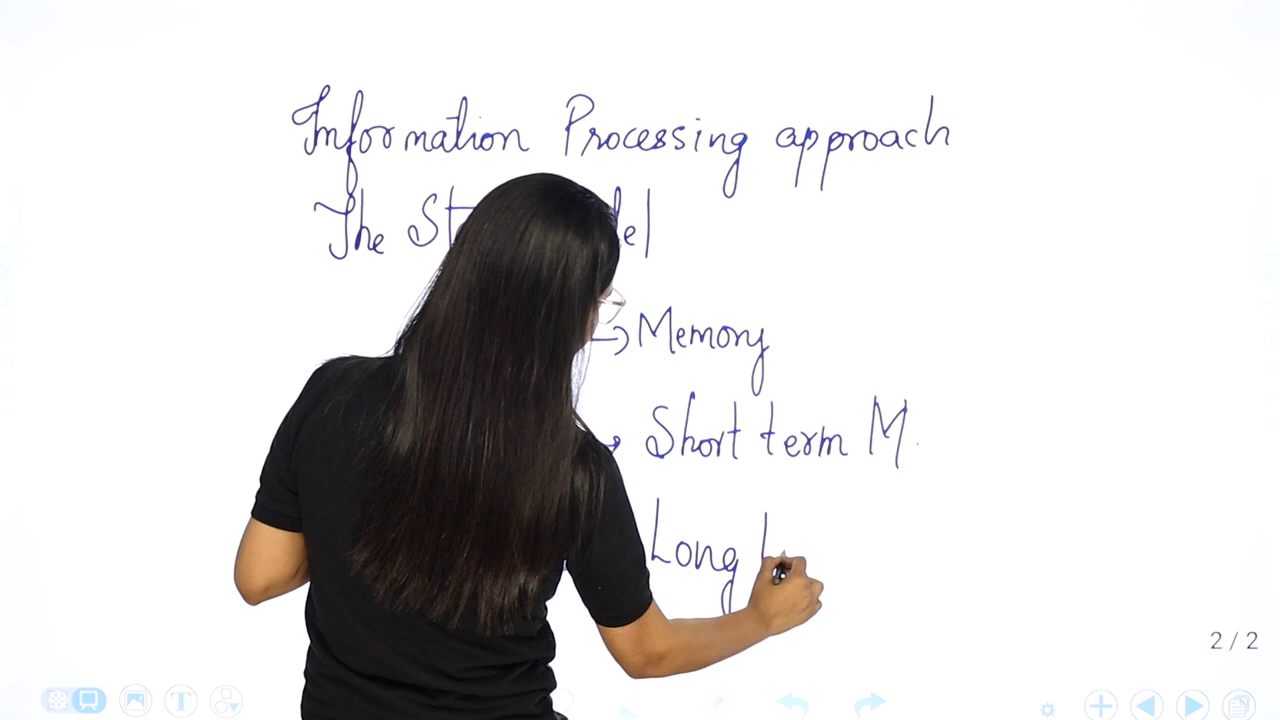 Information Processing approach
The
Memory
Short term M.
Long
2/2
T